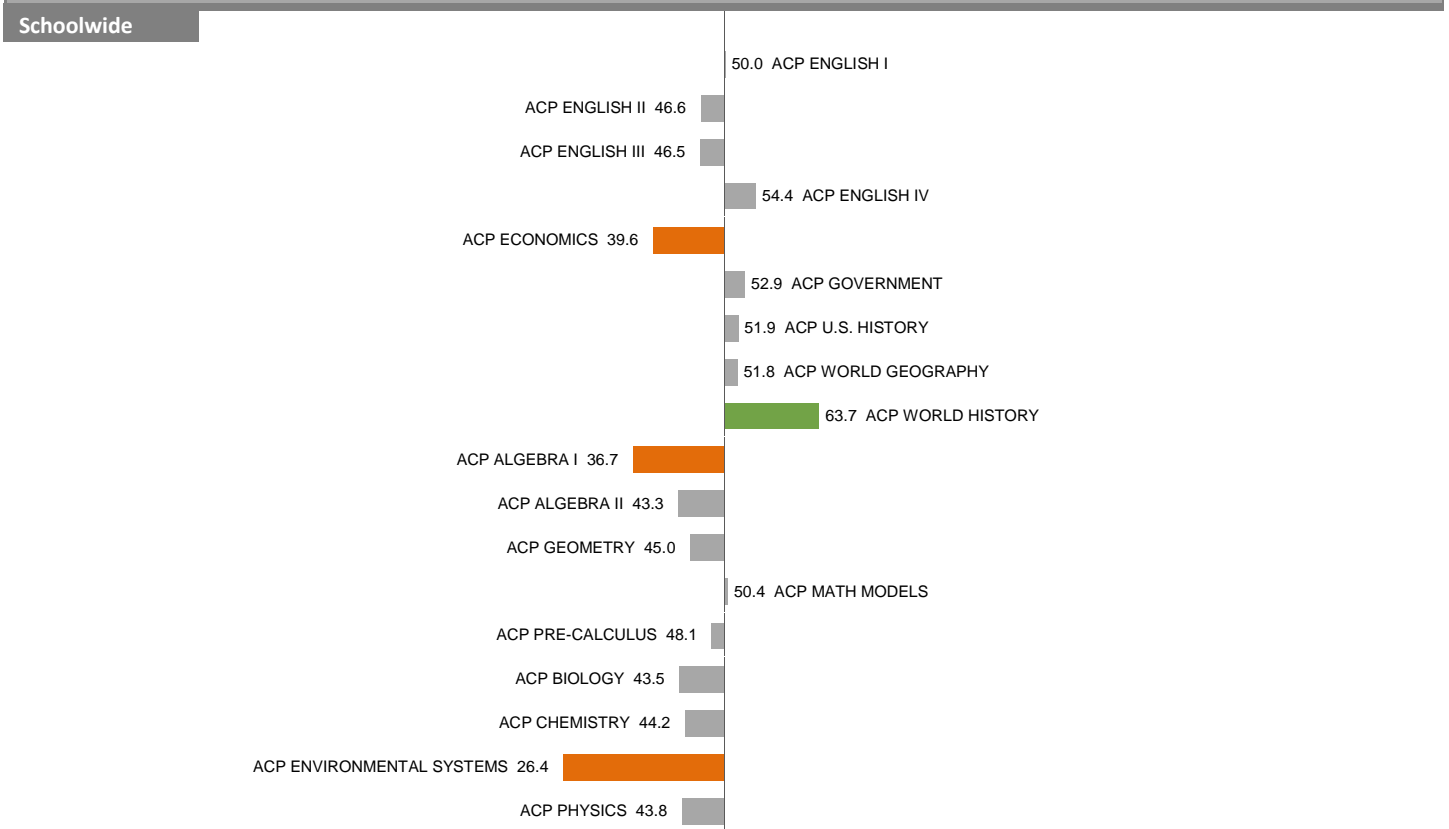 Schoolwide
50.0 ACP ENGLISH I
ACP ENGLISH II 46.6
ACP ENGLISH III 46.5
54.4 ACP ENGLISH IV
ACP ECONOMICS 39.6
52.9 ACP GOVERNMENT
51.9 ACP U.S. HISTORY
51.8 ACP WORLD GEOGRAPHY
63.7 ACP WORLD HISTORY
ACP ALGEBRA I 36.7
ACP ALGEBRA II 43.3
ACP GEOMETRY 45.0
50.4 ACP MATH MODELS
ACP PRE-CALCULUS 48.1
ACP BIOLOGY 43.5
ACP CHEMISTRY 44.2
ACP ENVIRONMENTAL SYSTEMS 26.4
ACP PHYSICS 43.8